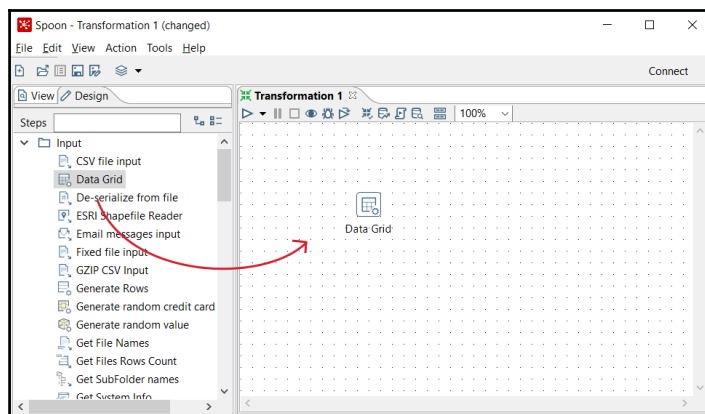 Spoon - Transformation 1 (changed)
File Edit View Action Tools Help
Connect
View Design
Transformation 1
Steps
100%
Input
CSV file input
Data Grid
De-serialize from file
ESRI Shapefile Reader
Email messages input
Fixed file input
GZIP CSV Input
Generate Rows
Generate random credit card
Generate random value
Get File Names
Get Files Rows Count
Get SubFolder names
Get System Info
Data Grid